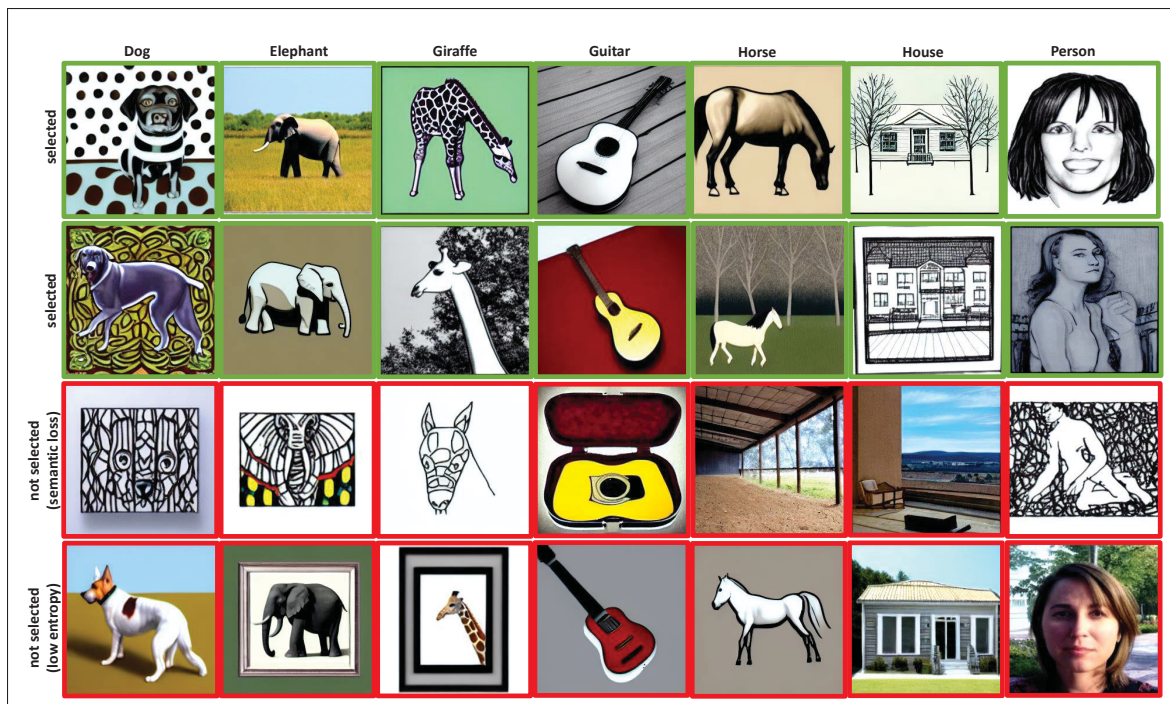 Dog Elephant Giraffe Guitar Horse House Person
selected
selected
not selected
(semantic loss)
not selected
(low entropy)